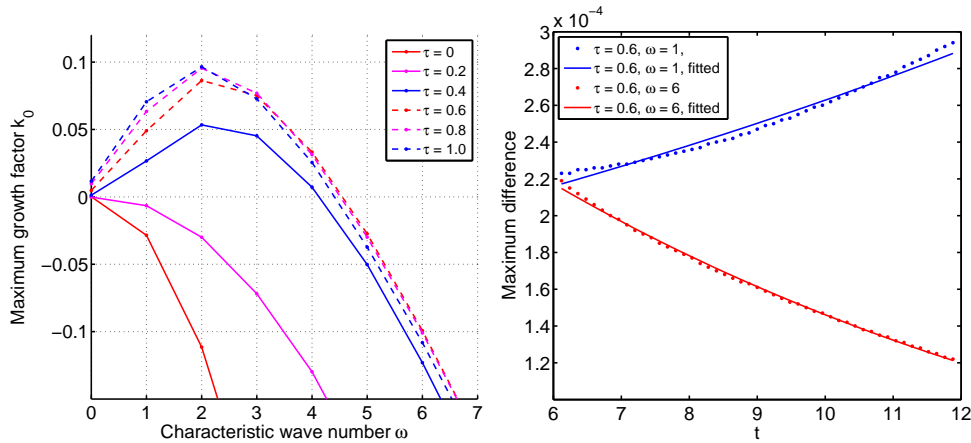 0.1
0.05
0
−0.05
−0.1
0 1 2 3 4 5 6 7
Maximum growth factor k0
Characteristic wave number ω
τ = 0
τ = 0.2
τ = 0.4
τ = 0.6
τ = 0.8
τ = 1.0
x 10−4
3
2.8
2.6
2.4
2.2
2
1.8
1.6
1.4
1.2
6 7 8 9 10 11 12
Maximum difference
t
τ = 0.6, ω = 1,
τ = 0.6, ω = 1, fitted
τ = 0.6, ω = 6
τ = 0.6, ω = 6, fitted